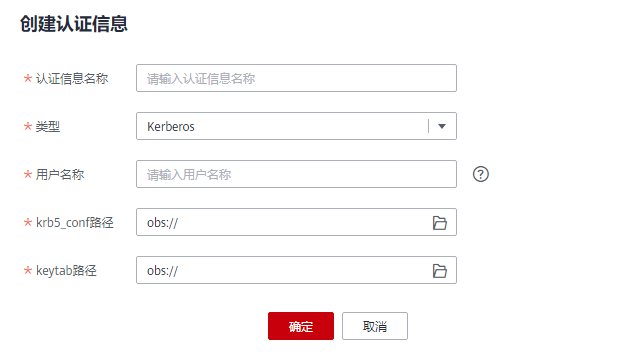 创建认证信息
* 认证信息名称 请输入认证信息名称
* 类型 Kerberos
* 用户名称 请输入用户名称 ?
* krb5_conf路径 obs://
* keytab路径 obs://
确定 取消